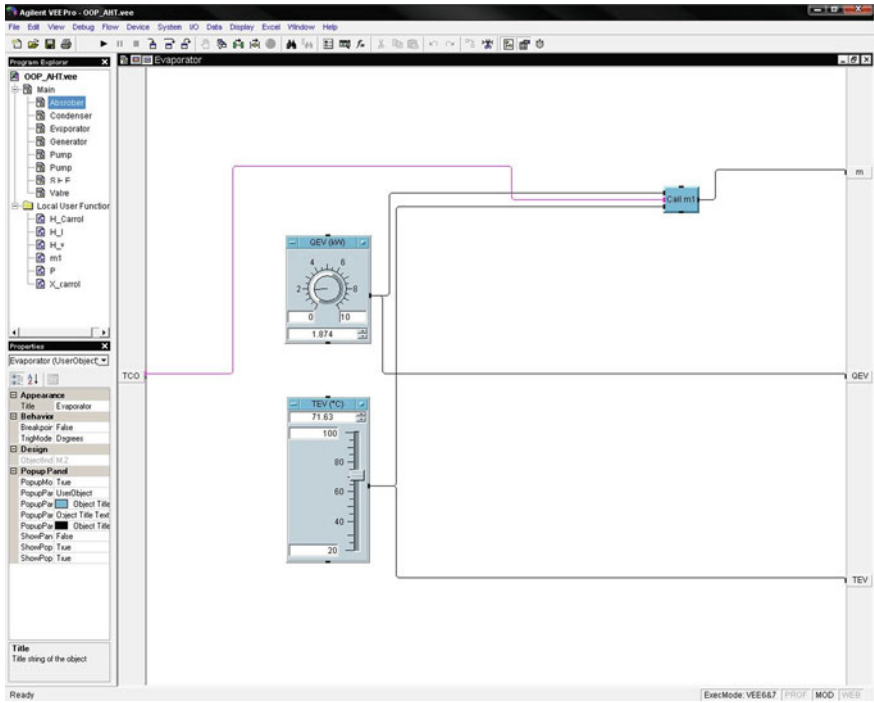 Agilent VEE Pro - OOP_AHT.vee
File Edit View Debug Flow Device System I/O Data Display Excel Window Help
Program Explorer
OOP_AHT.vee
Main
Absrober
Condenser
Evaporator
Generator
Pump
Pump
Valve
Local User Function
H_Carrol
H_l
H_v
m1
P
X_carrol
Properties
Evaporator (UserObject
Appearance
Title Evaporator
Behavior
Breakpoir False
TrigMode Degrees
Design
M.2
Popup Panel
PopupMo True
PopupPar UserObject
PopupPar Object Title
PopupPar Object Title Text
PopupPar Object Title
ShowPan False
ShowPop True
ShowPop True
Title
Title string of the object
Ready
Evaporator
TCO
QEV (kW)
4 6
2 8
0 10
1.874
TEV (°C)
71.63
100
80
60
40
20
Call m1
m
QEV
TEV
ExecMode: VEE6&7 PROF MOD WEB